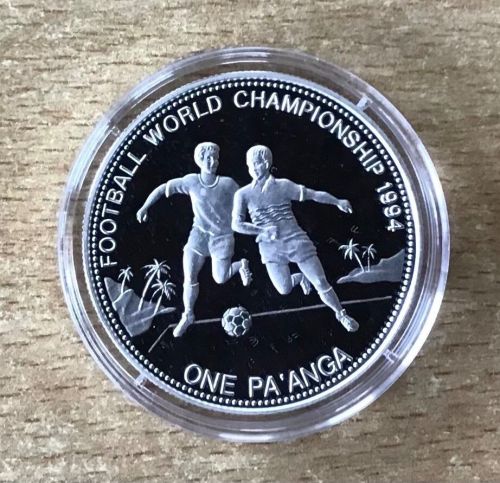 FOOTBALL WORLD CHAMPIONSHIP 1994
ONE PA'ANGA